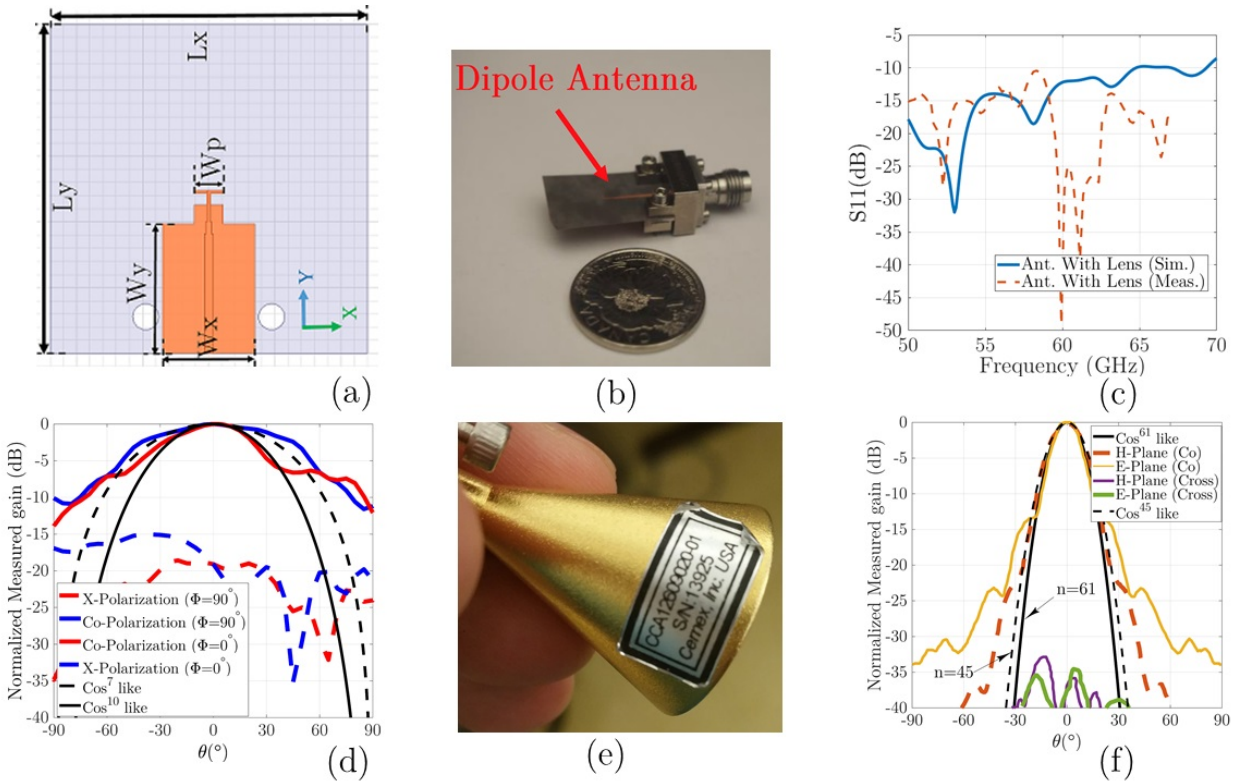 Lx
Ly
Wp
Wy
Wx
Y
X
(a)
Dipole Antenna
(b)
S11(dB)
-5
-10
-15
-20
-25
-30
-35
-40
-45
-50
50
55
60
65
70
Ant. With Lens (Sim.)
Ant. With Lens (Meas.)
Frequency (GHz)
(c)
Normalized Measured gain (dB)
0
-5
-10
-15
-20
-25
-30
-35
-40
X-Polarization (Φ=90°)
Co-Polarization (Φ=90°)
Co-Polarization (Φ=0°)
X-Polarization (Φ=0°)
Cos⁷ like
Cos¹⁰ like
-90
-60
-30
0
30
60
90
θ(°)
(d)
CCA12600020-01
S/N:13925
Cernex, Inc. USA
(e)
Normalized Measured gain (dB)
0
-5
-10
-15
-20
-25
-30
-35
-40
Cos⁶¹ like
H-Plane (Co)
E-Plane (Co)
H-Plane (Cross)
E-Plane (Cross)
Cos⁴⁵ like
n=61
n=45
-90
-60
-30
0
30
60
90
θ(°)
(f)